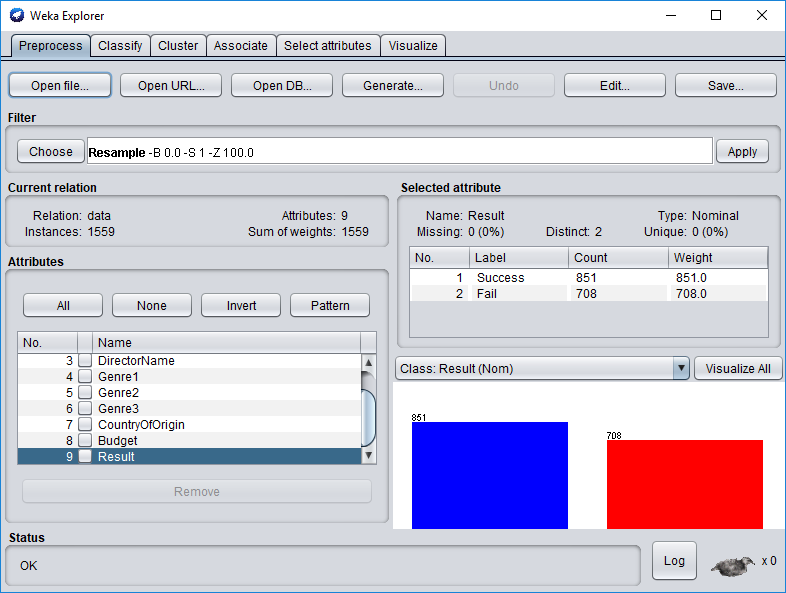 Weka Explorer
Preprocess Classify Cluster Associate Select attributes Visualize
Open file... Open URL... Open DB... Generate... Undo Edit... Save...
Filter
Choose Resample -B 0.0 -S 1 -Z 100.0 Apply
Current relation
Relation: data Attributes: 9
Instances: 1559 Sum of weights: 1559
Attributes
All None Invert Pattern
No. Name
3 DirectorName
4 Genre1
5 Genre2
6 Genre3
7 CountryOfOrigin
8 Budget
9 Result
Remove
Selected attribute
Name: Result Type: Nominal
Missing: 0 (0%) Distinct: 2 Unique: 0 (0%)
No. Label Count Weight
1 Success 851 851.0
2 Fail 708 708.0
Class: Result (Nom) Visualize All
851
708
Status
OK
Log x 0